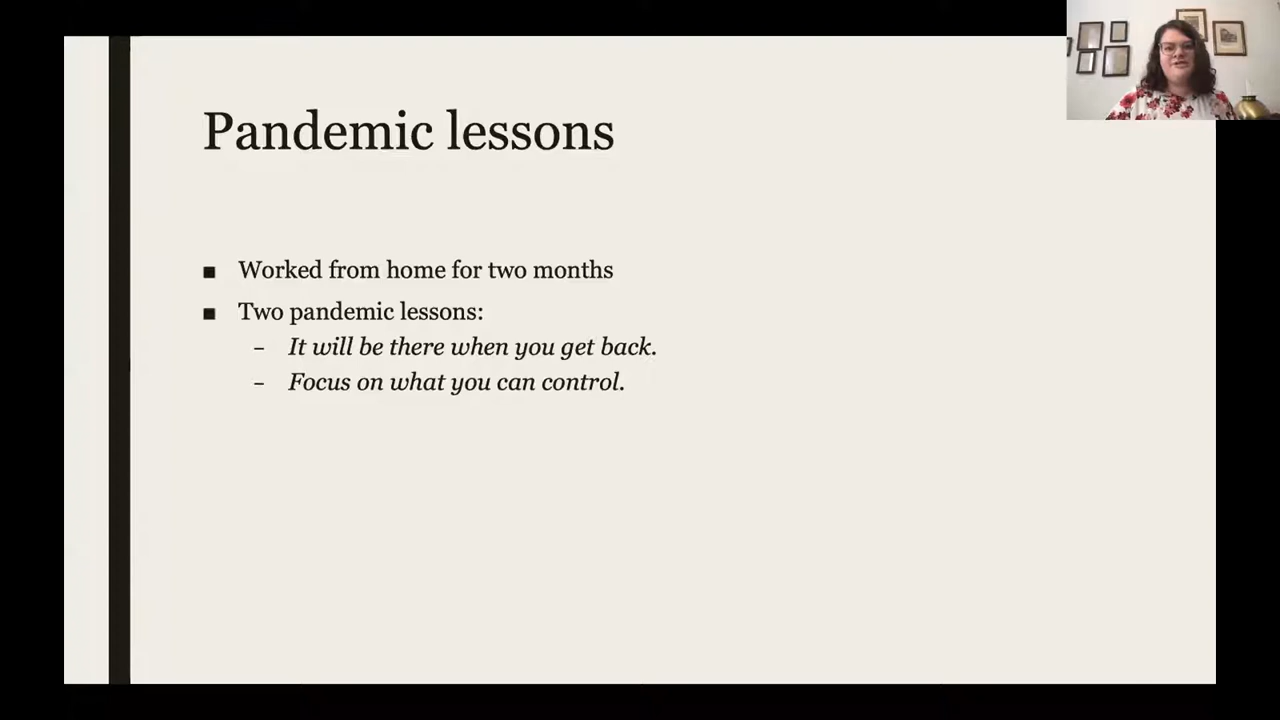 Pandemic lessons
■ Worked from home for two months
■ Two pandemic lessons:
– It will be there when you get back.
– Focus on what you can control.